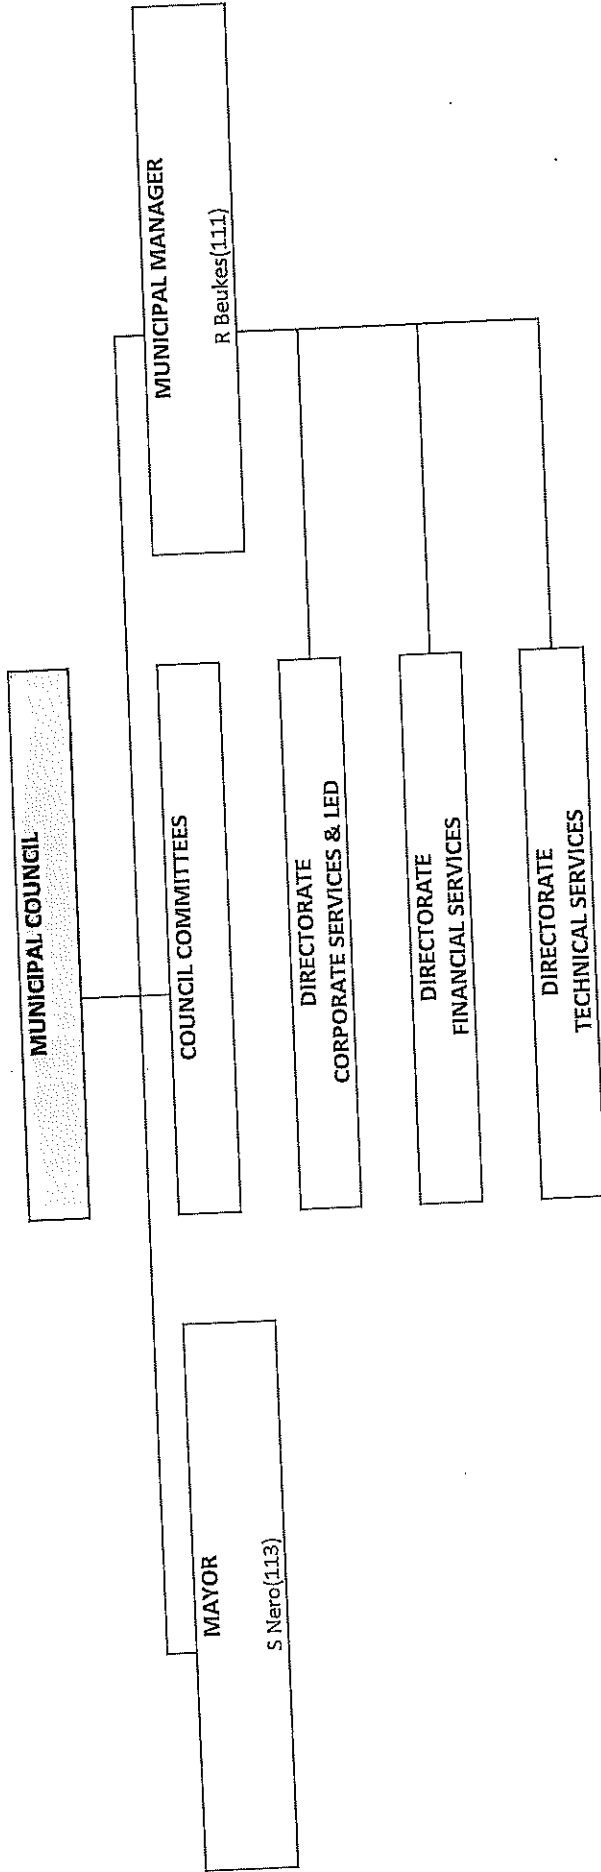 MUNICIPAL COUNCIL
MAYOR
S Nero(113)
COUNCIL COMMITTEES
MUNICIPAL MANAGER
R Beukes(111)
DIRECTORATE
CORPORATE SERVICES & LED
DIRECTORATE
FINANCIAL SERVICES
DIRECTORATE
TECHNICAL SERVICES